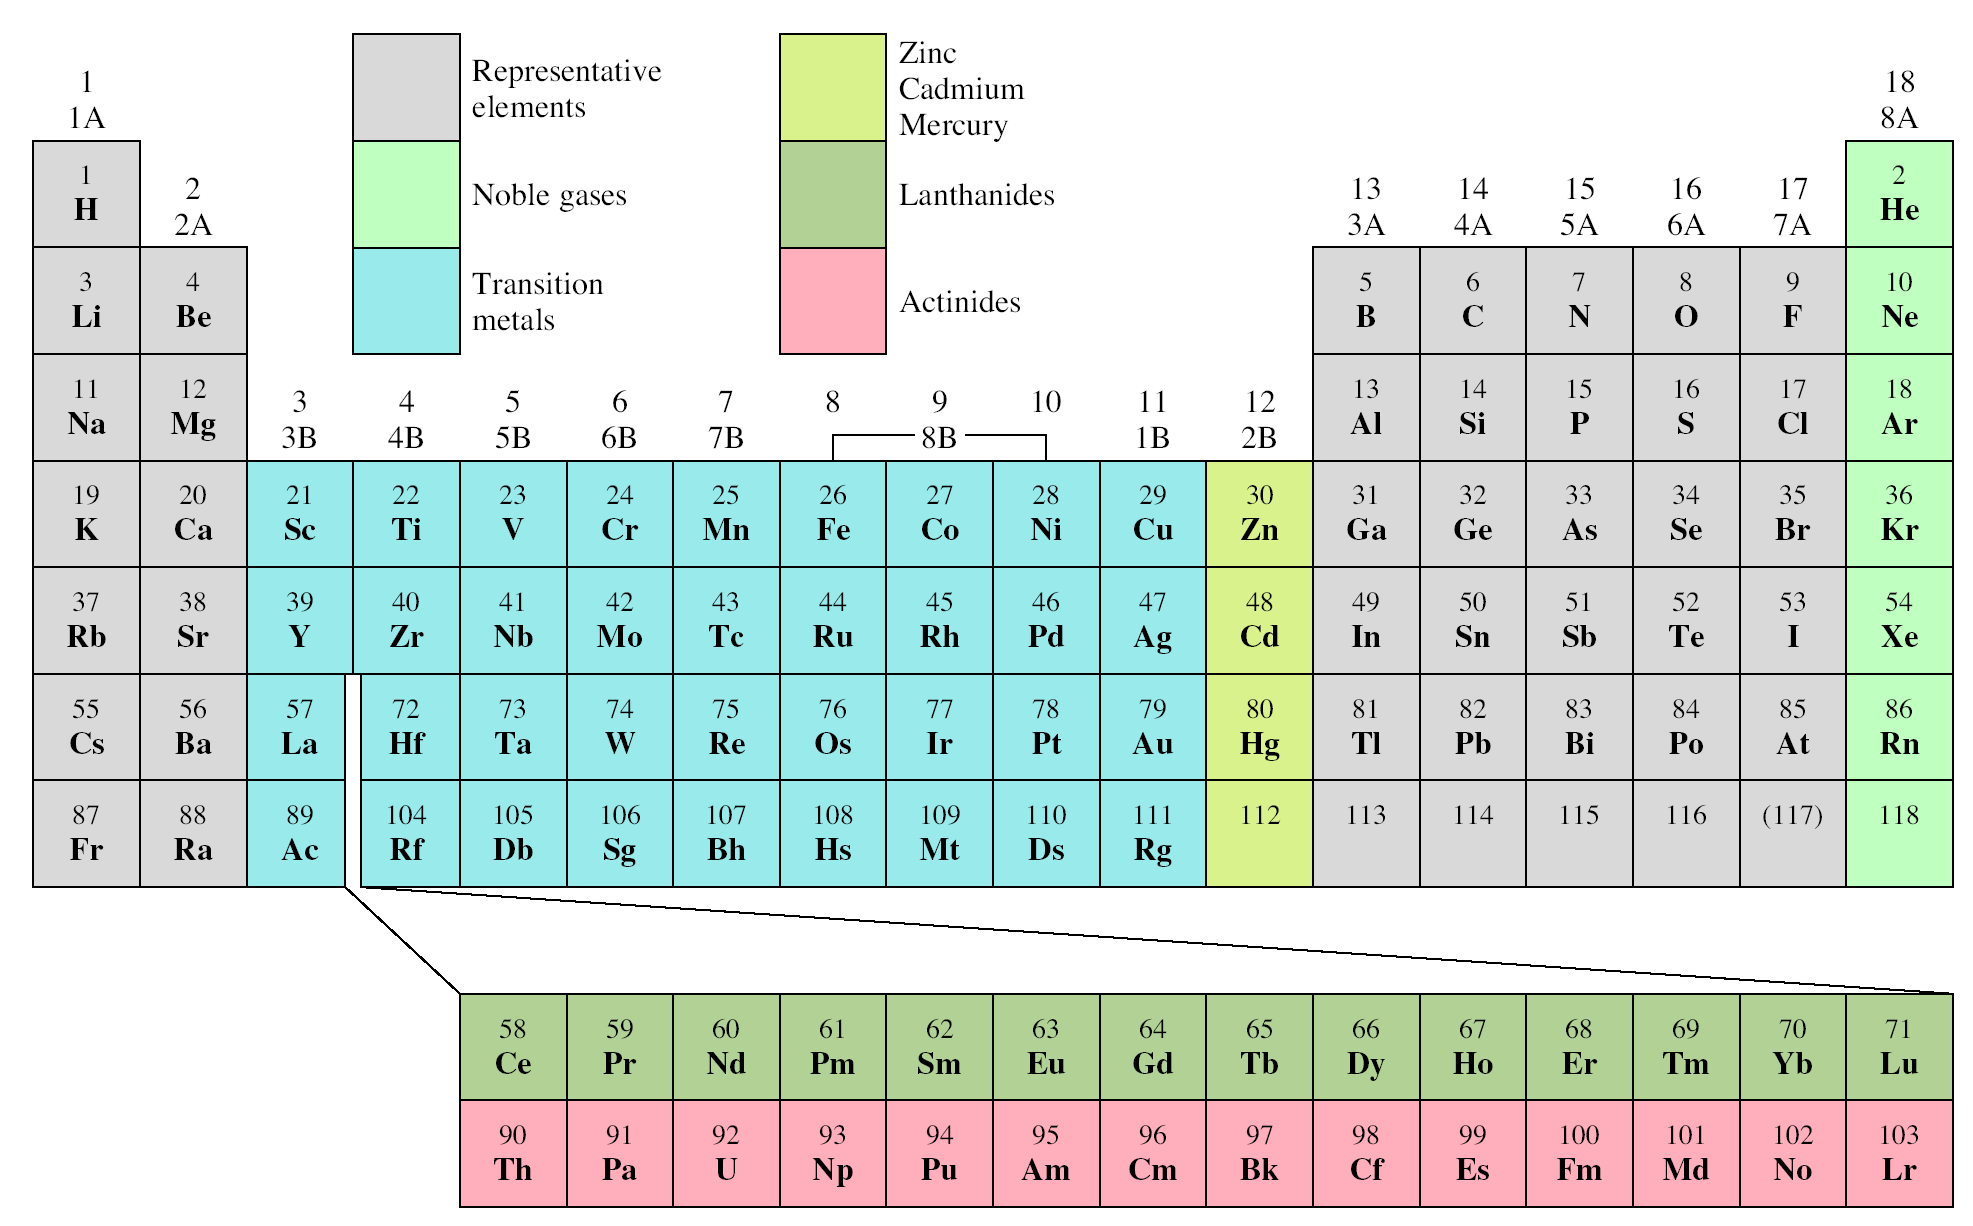 1
1A
2
2A
Representative
elements
Noble gases
Transition
metals
Zinc
Cadmium
Mercury
Lanthanides
Actinides
13 14 15 16 17
3A 4A 5A 6A 7A
18
8A
1 2
H He
3 4 5 6 7 8 9 10
Li Be B C N O F Ne
11 12 13 14 15 16 17 18
Na Mg Al Si P S Cl Ar
3 4 5 6 7 8 9 10 11 12
3B 4B 5B 6B 7B 8B 1B 2B
19 20 21 22 23 24 25 26 27 28 29 30 31 32 33 34 35 36
K Ca Sc Ti V Cr Mn Fe Co Ni Cu Zn Ga Ge As Se Br Kr
37 38 39 40 41 42 43 44 45 46 47 48 49 50 51 52 53 54
Rb Sr Y Zr Nb Mo Tc Ru Rh Pd Ag Cd In Sn Sb Te I Xe
55 56 57 72 73 74 75 76 77 78 79 80 81 82 83 84 85 86
Cs Ba La Hf Ta W Re Os Ir Pt Au Hg Tl Pb Bi Po At Rn
87 88 89 104 105 106 107 108 109 110 111 112 113 114 115 116 (117) 118
Fr Ra Ac Rf Db Sg Bh Hs Mt Ds Rg
58 59 60 61 62 63 64 65 66 67 68 69 70 71
Ce Pr Nd Pm Sm Eu Gd Tb Dy Ho Er Tm Yb Lu
90 91 92 93 94 95 96 97 98 99 100 101 102 103
Th Pa U Np Pu Am Cm Bk Cf Es Fm Md No Lr